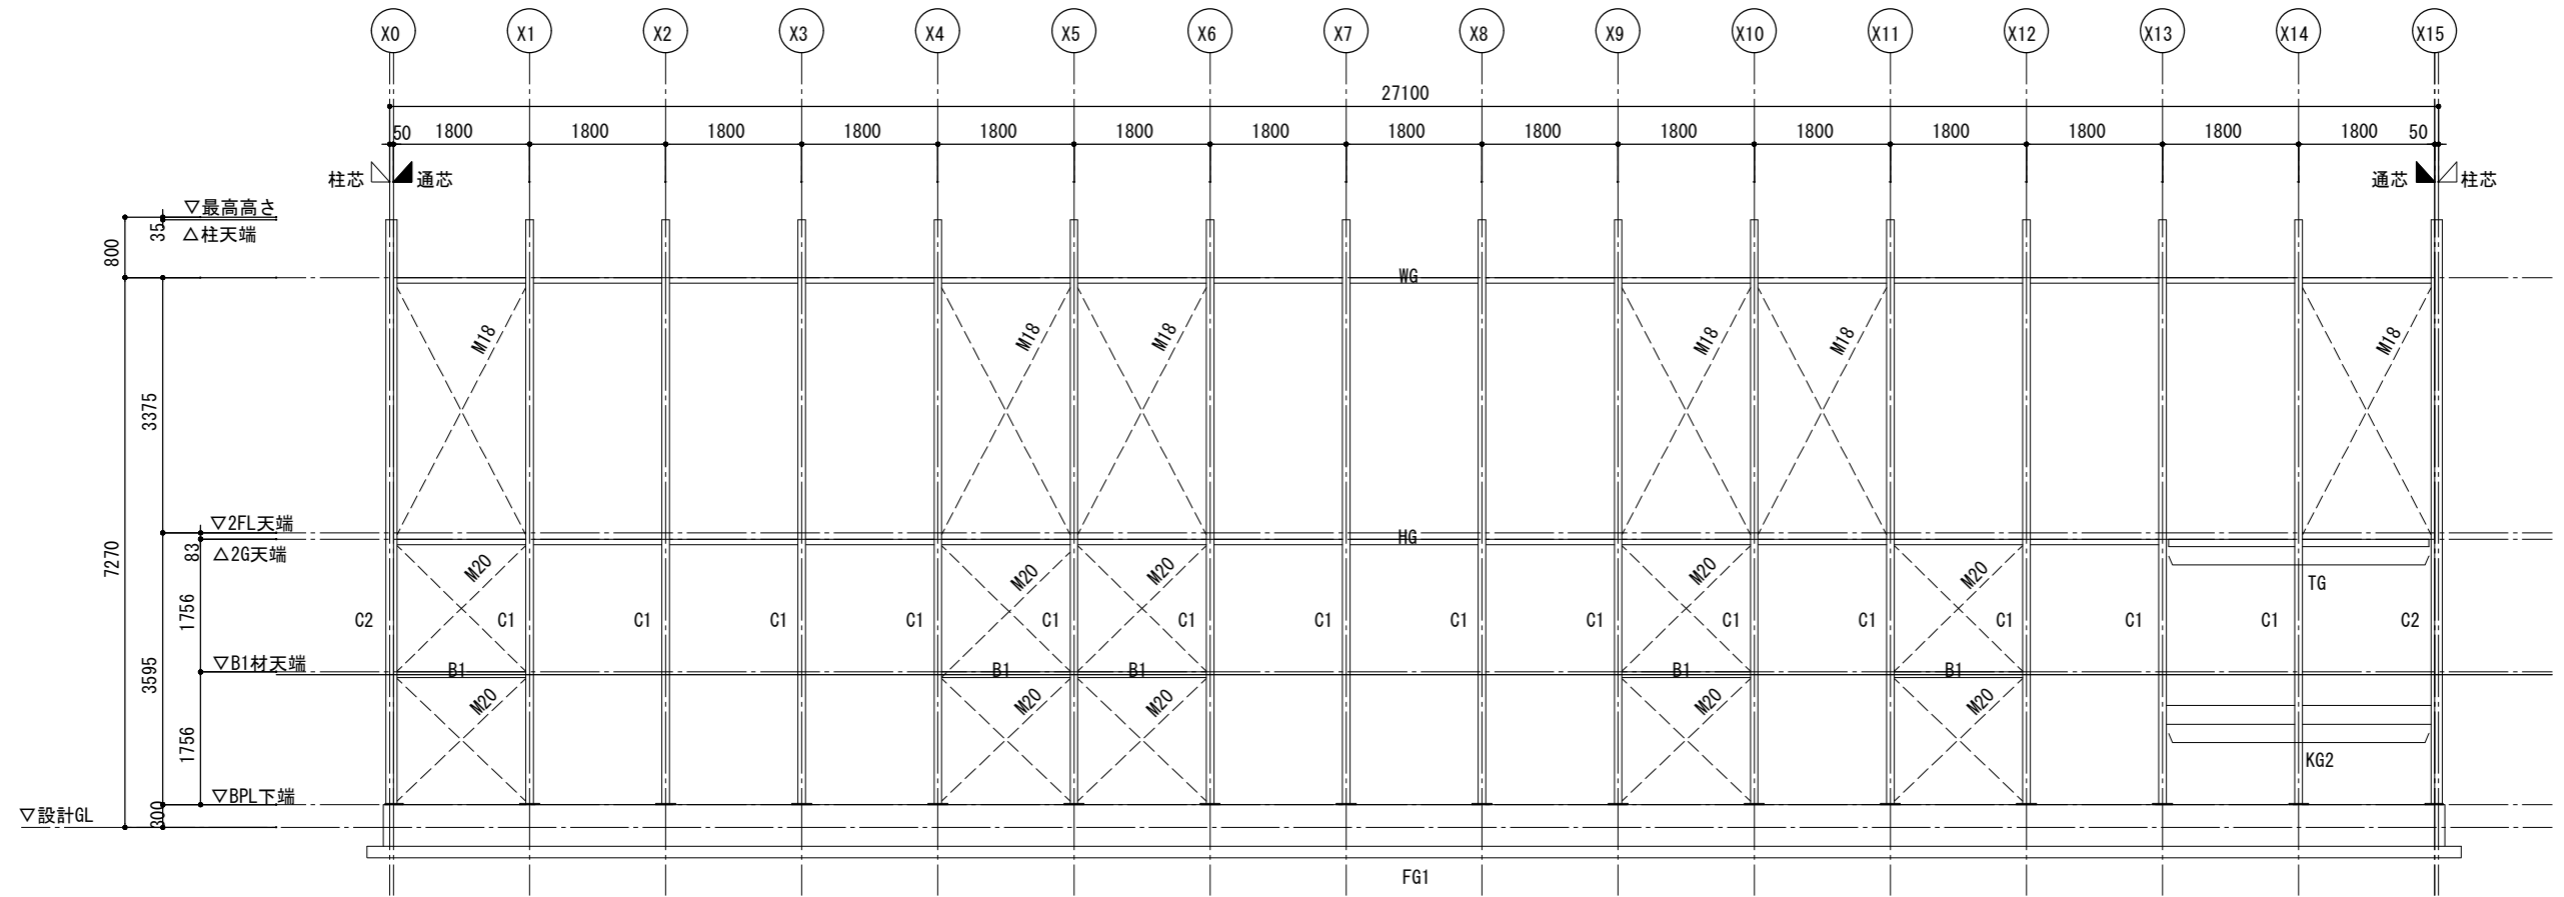 X0 X1 X2 X3 X4 X5 X6 X7 X8 X9 X10 X11 X12 X13 X14 X15
27100
50 1800 1800 1800 1800 1800 1800 1800 1800 1800 1800 1800 1800 1800 1800 1800 50
柱芯 通芯 通芯 柱芯
▽最高高さ
35 △柱天端
800
WG
M18 M18 M18 M18 M18 M18
3375
▽2FL天端
HG
83 △2G天端
7270
M20 M20 M20 M20 M20
TG
1756
C2 C1 C1 C1 C1 C1 C1 C1 C1 C1 C1 C1 C1 C1 C1 C2
▽B1材天端
B1 B1 B1 B1 B1
3595
M20 M20 M20 M20 M20
1756
KG2
▽BPL下端
300
▽設計GL
FG1